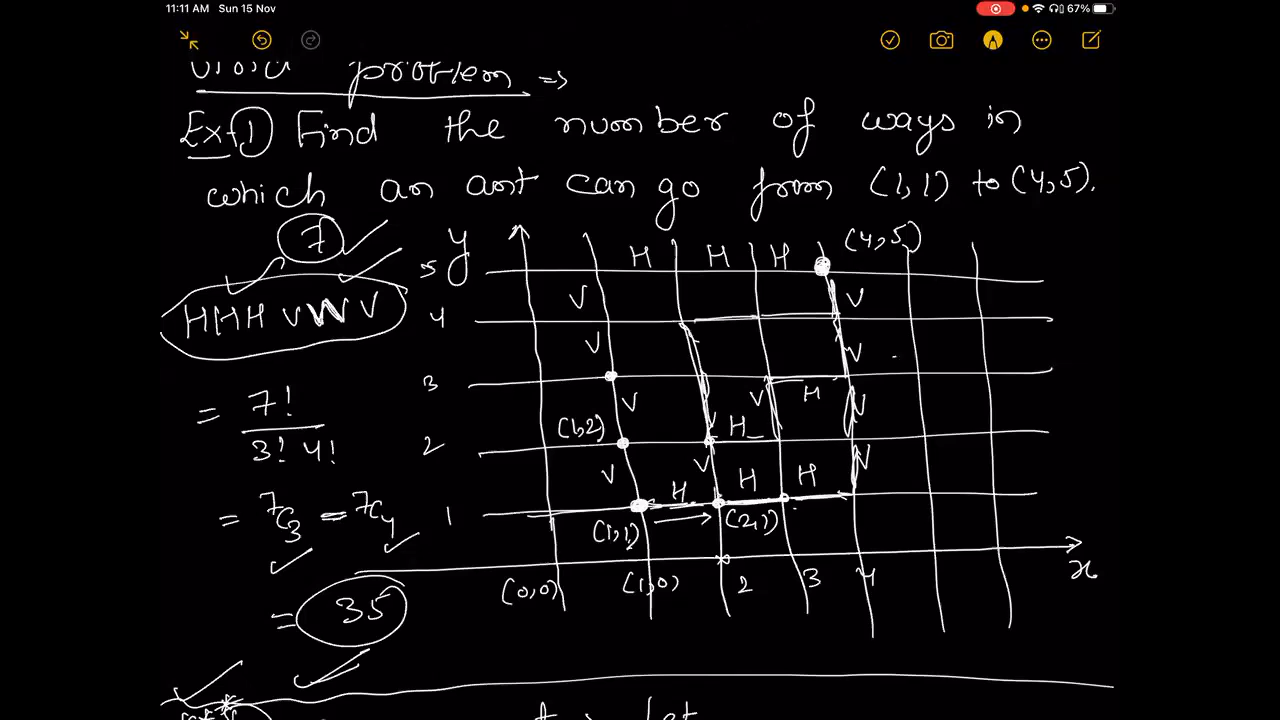 11:11 AM Sun 15 Nov
67%
problem ⇒
Ex(1) Find the number of ways in
which an ant can go from (1,1) to (4,5).
7
HHH VVVV
= 7!
3! 4!
= ⁷C₃ = ⁷C₄
= 35
y
5
4
3
2
1
H H H
(4,5)
V V
V V
V V V H V
(1,2) H
V V H H V
H
(1,1) (2,1)
(0,0) (1,0) 2 3 4 x